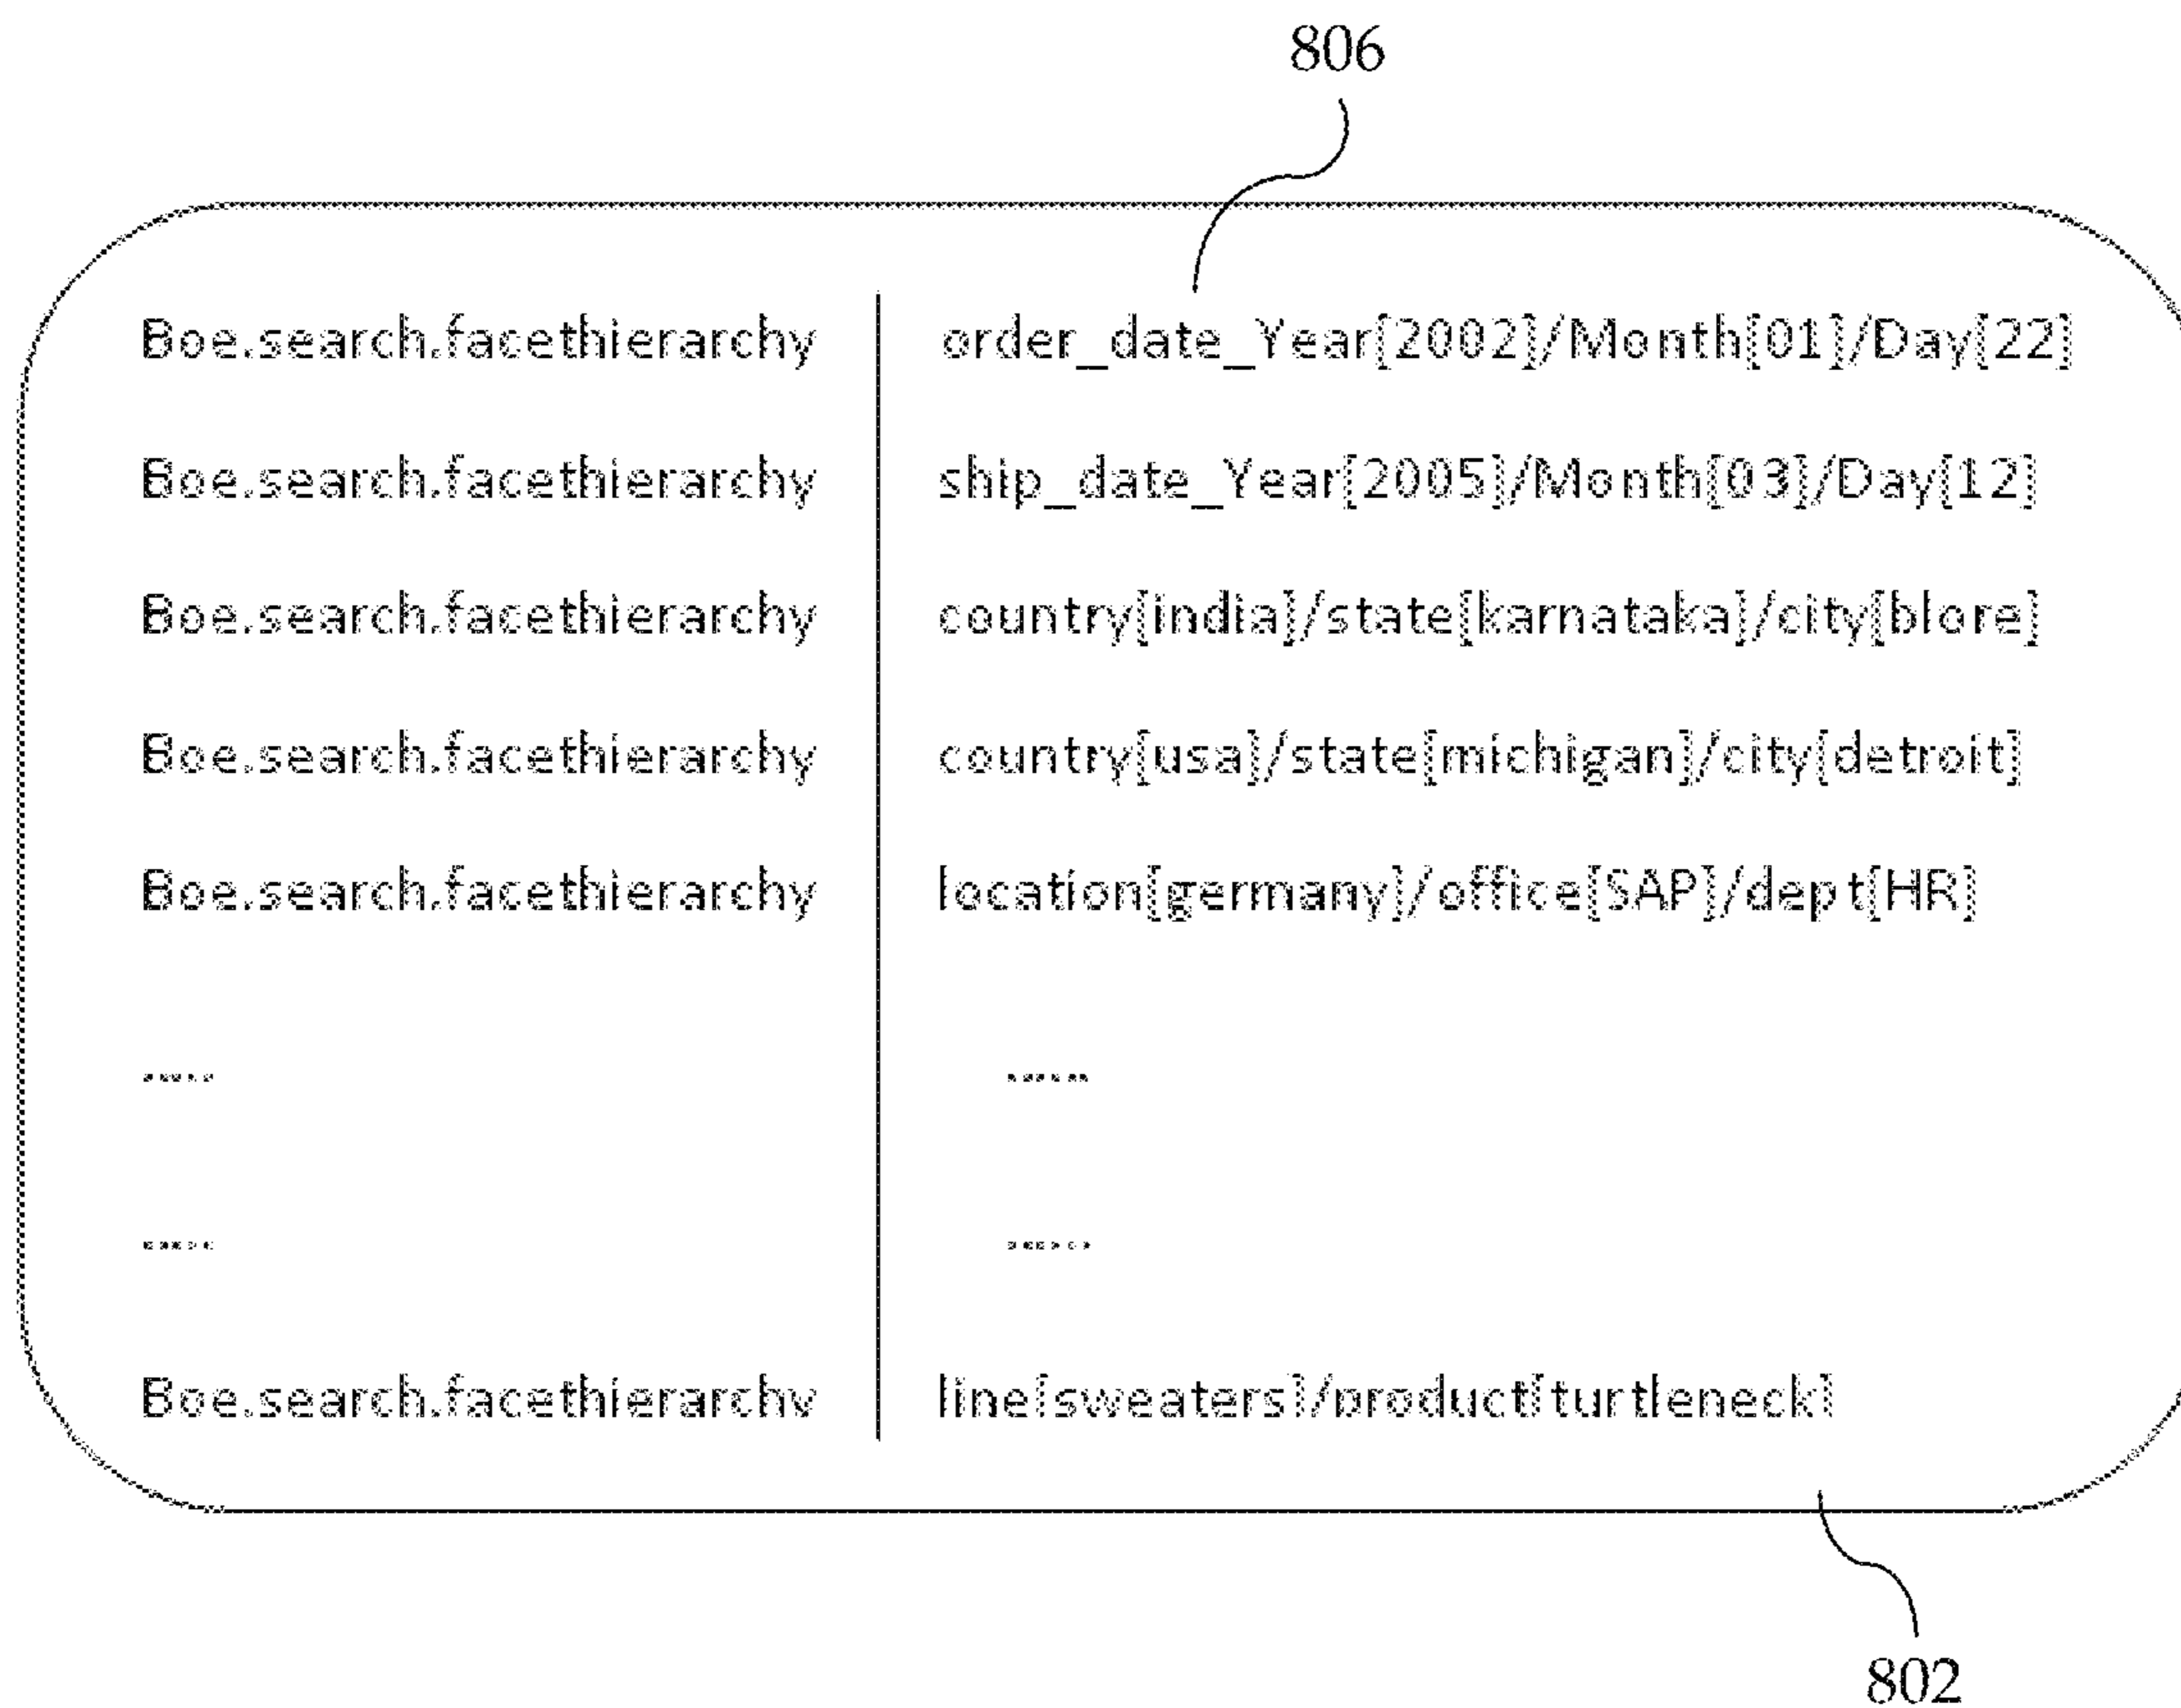 806
Boe.search.facethierarchy order_date_Year[2002]/Month[01]/Day[22]
Boe.search.facethierarchy ship_date_Year[2005]/Month[03]/Day[12]
Boe.search.facethierarchy country[india]/state[karnataka]/city[blore]
Boe.search.facethierarchy country[usa]/state[michigan]/city[detroit]
Boe.search.facethierarchy location[germany]/office[SAP]/dept[HR]
..... ......
..... ......
Boe.search.facethierarchy line[sweaters]/product[turtleneck]
802